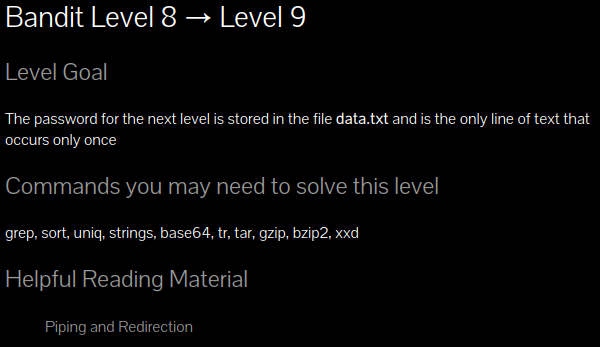 Bandit Level 8 → Level 9
Level Goal
The password for the next level is stored in the file data.txt and is the only line of text that
occurs only once
Commands you may need to solve this level
grep, sort, uniq, strings, base64, tr, tar, gzip, bzip2, xxd
Helpful Reading Material
Piping and Redirection